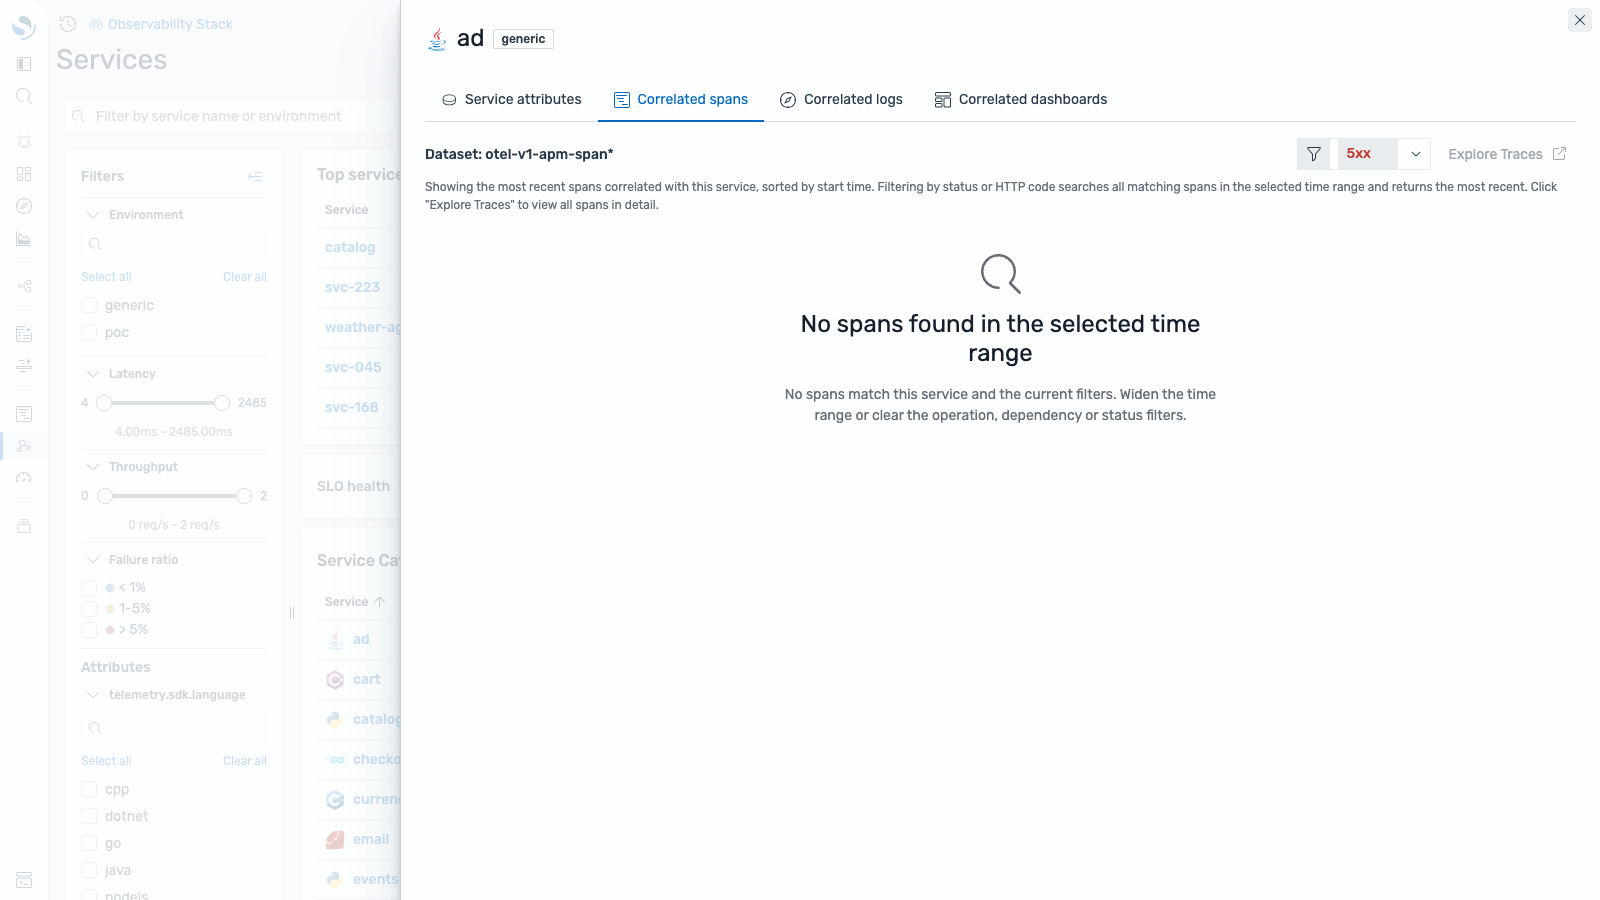 Observability Stack
Services
Filter by service name or environment
Filters
Environment
Select all
Clear all
generic
poc
Latency
4
2485
4.00ms - 2485.00ms
Throughput
0
2
0 req/s - 2 req/s
Failure ratio
< 1%
1-5%
> 5%
Attributes
telemetry.sdk.language
Select all
Clear all
cpp
dotnet
go
java
nodejs
Top service
Service
catalog
svc-223
weather-ag
svc-045
svc-168
SLO health
Service Cat
Service
ad
cart
catalog
checko
curren
email
events
ad
generic
Service attributes
Correlated spans
Correlated logs
Correlated dashboards
Dataset: otel-v1-apm-span*
5xx
Explore Traces
Showing the most recent spans correlated with this service, sorted by start time. Filtering by status or HTTP code searches all matching spans in the selected time range and returns the most recent. Click
"Explore Traces" to view all spans in detail.
No spans found in the selected time
range
No spans match this service and the current filters. Widen the time
range or clear the operation, dependency or status filters.